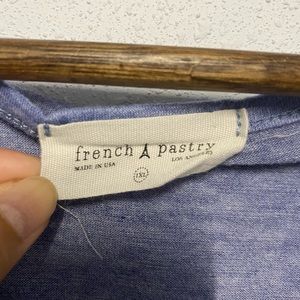 french pastry
MADE IN USA LOS ANGELES
1XL